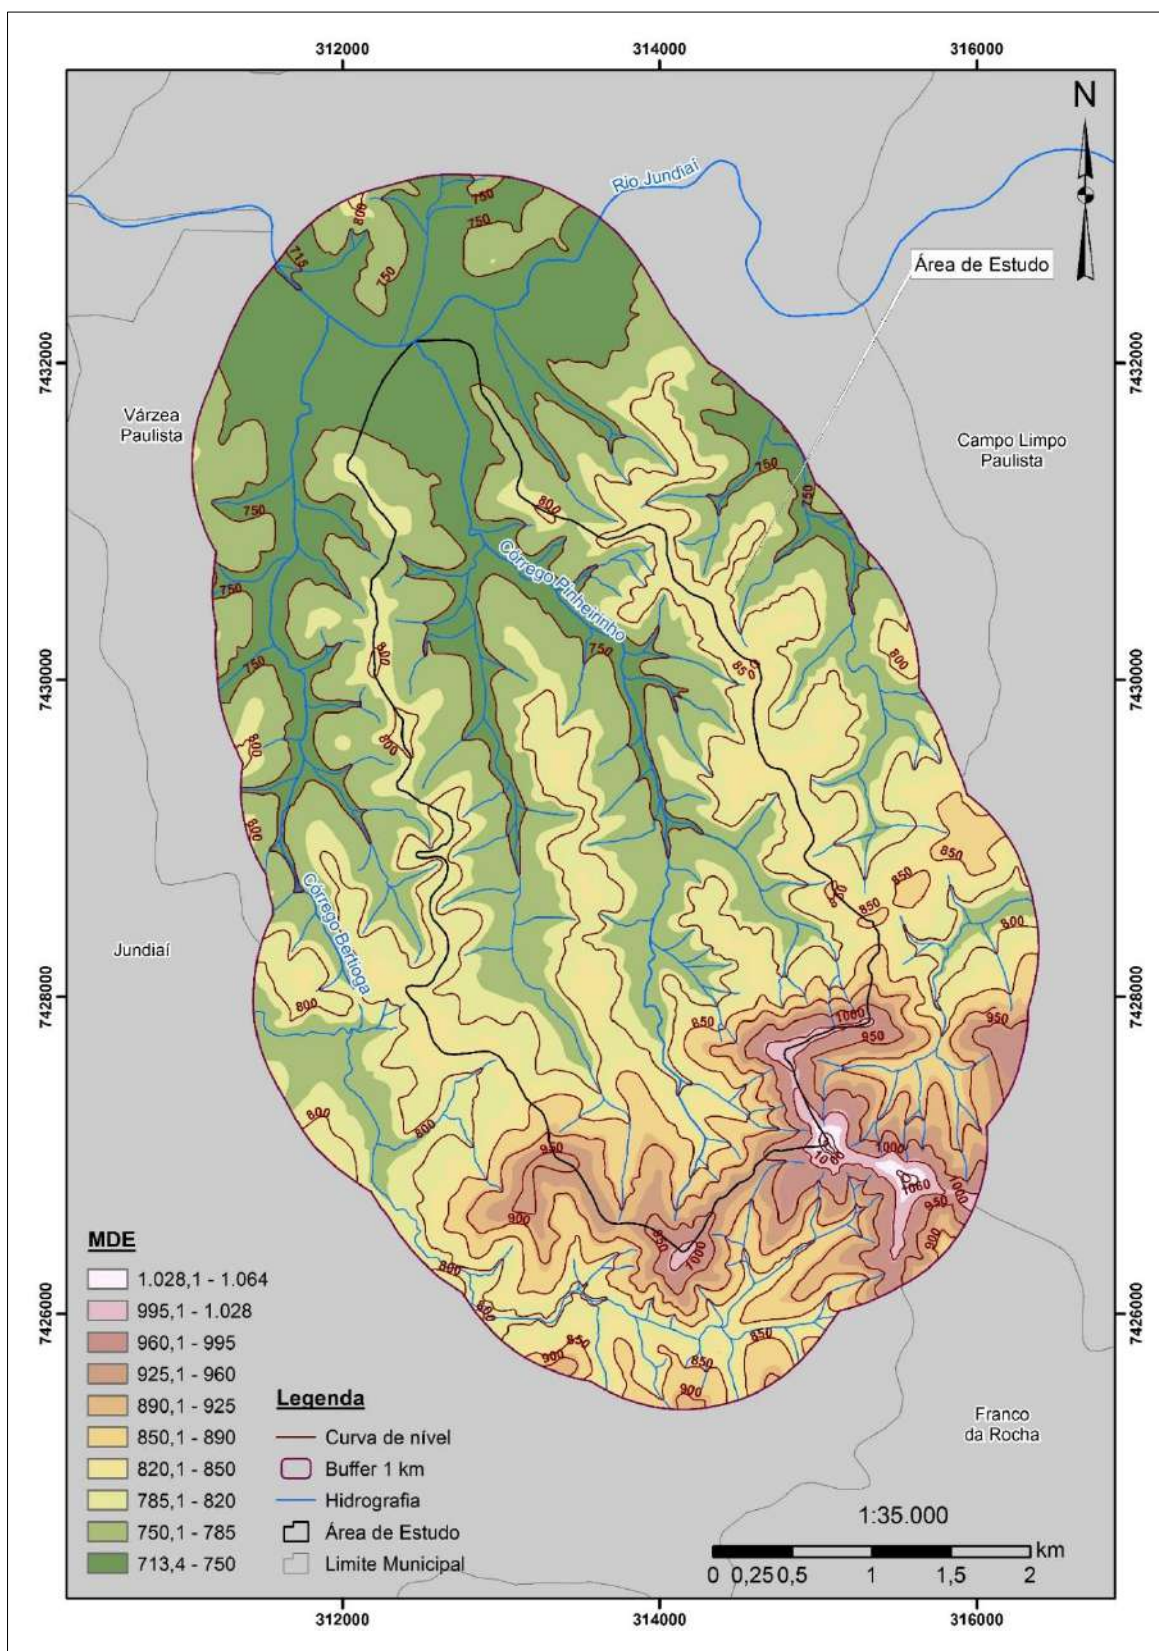 312000
314000
316000
N
Rio Jundiaí
750
800
750
715
750
Área de Estudo
7432000
7432000
Várzea
Paulista
Campo Limpo
Paulista
750
750
800
750
Córrego Pinheirinho
750
750
800
750
850
800
7430000
7430000
800
800
800
850
850
850
800
Córrego Bertioga
Jundiaí
7428000
7428000
800
850
1000
950
950
800
800
950
1000
1000
1060
1000
950
900
900
950
1000
MDE
1.028,1 - 1.064
995,1 - 1.028
960,1 - 995
925,1 - 960
890,1 - 925
850,1 - 890
820,1 - 850
785,1 - 820
750,1 - 785
713,4 - 750
800
850
850
900
850
900
7426000
7426000
Legenda
Curva de nível
Buffer 1 km
Hidrografia
Área de Estudo
Limite Municipal
Franco
da Rocha
1:35.000
km
0 0,25 0,5 1 1,5 2
312000
314000
316000